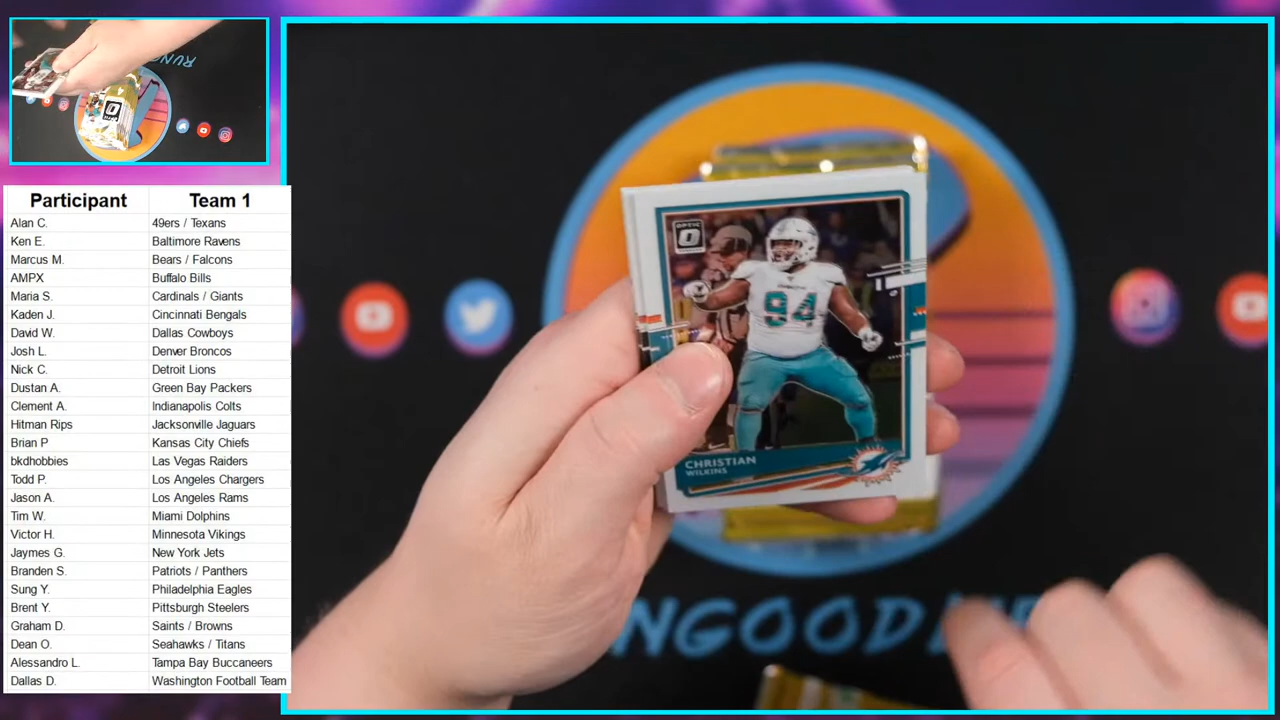 Participant Team 1
Alan C. 49ers / Texans
Ken E. Baltimore Ravens
Marcus M. Bears / Falcons
AMPX Buffalo Bills
Maria S. Cardinals / Giants
Kaden J. Cincinnati Bengals
David W. Dallas Cowboys
Josh L. Denver Broncos
Nick C. Detroit Lions
Dustan A. Green Bay Packers
Clement A. Indianapolis Colts
Hitman Rips Jacksonville Jaguars
Brian P Kansas City Chiefs
bkdhobbies Las Vegas Raiders
Todd P. Los Angeles Chargers
Jason A. Los Angeles Rams
Tim W. Miami Dolphins
Victor H. Minnesota Vikings
Jaymes G. New York Jets
Branden S. Patriots / Panthers
Sung Y. Philadelphia Eagles
Brent Y. Pittsburgh Steelers
Graham D. Saints / Browns
Dean O. Seahawks / Titans
Alessandro L. Tampa Bay Buccaneers
Dallas D. Washington Football Team
OPTIC
94
CHRISTIAN
WILKINS
NGOOD